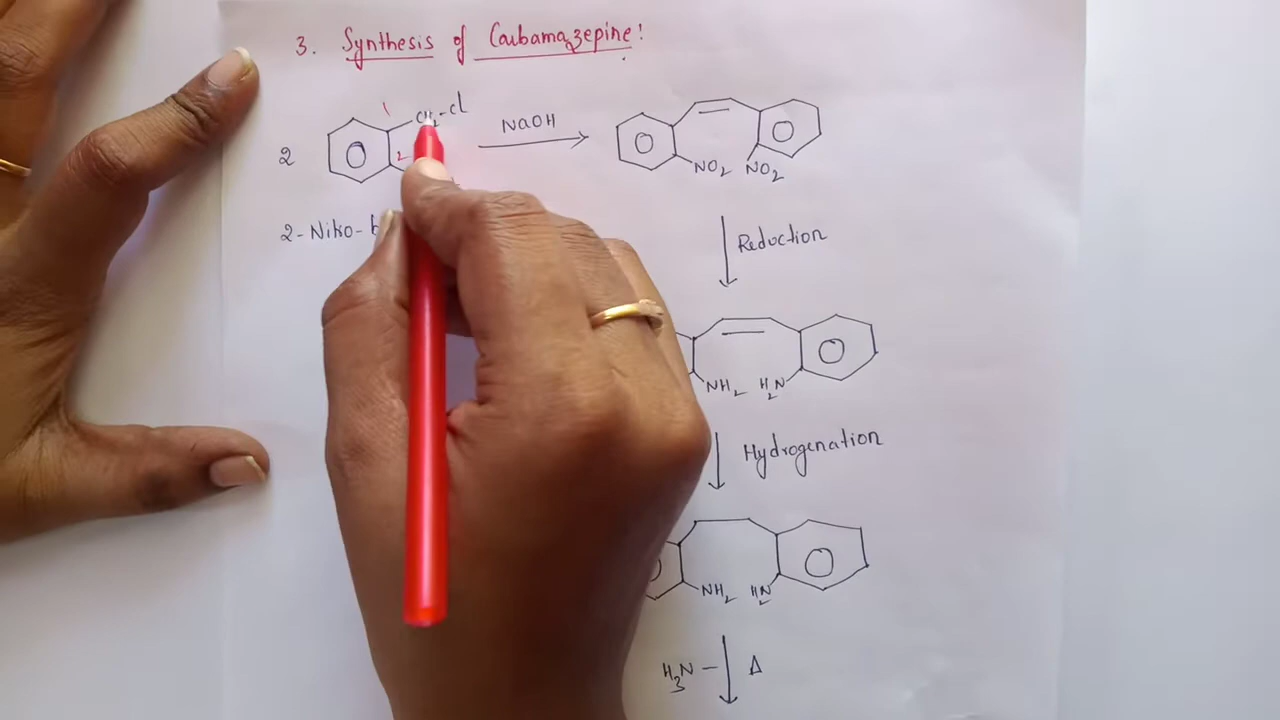 3. Synthesis of Carbamazepine!
1
CH2-Cl
NaOH
2
2
NO2 NO2
2-Nitro-b
Reduction
NH2 H2N
Hydrogenation
NH2 H2N
H3N – Δ